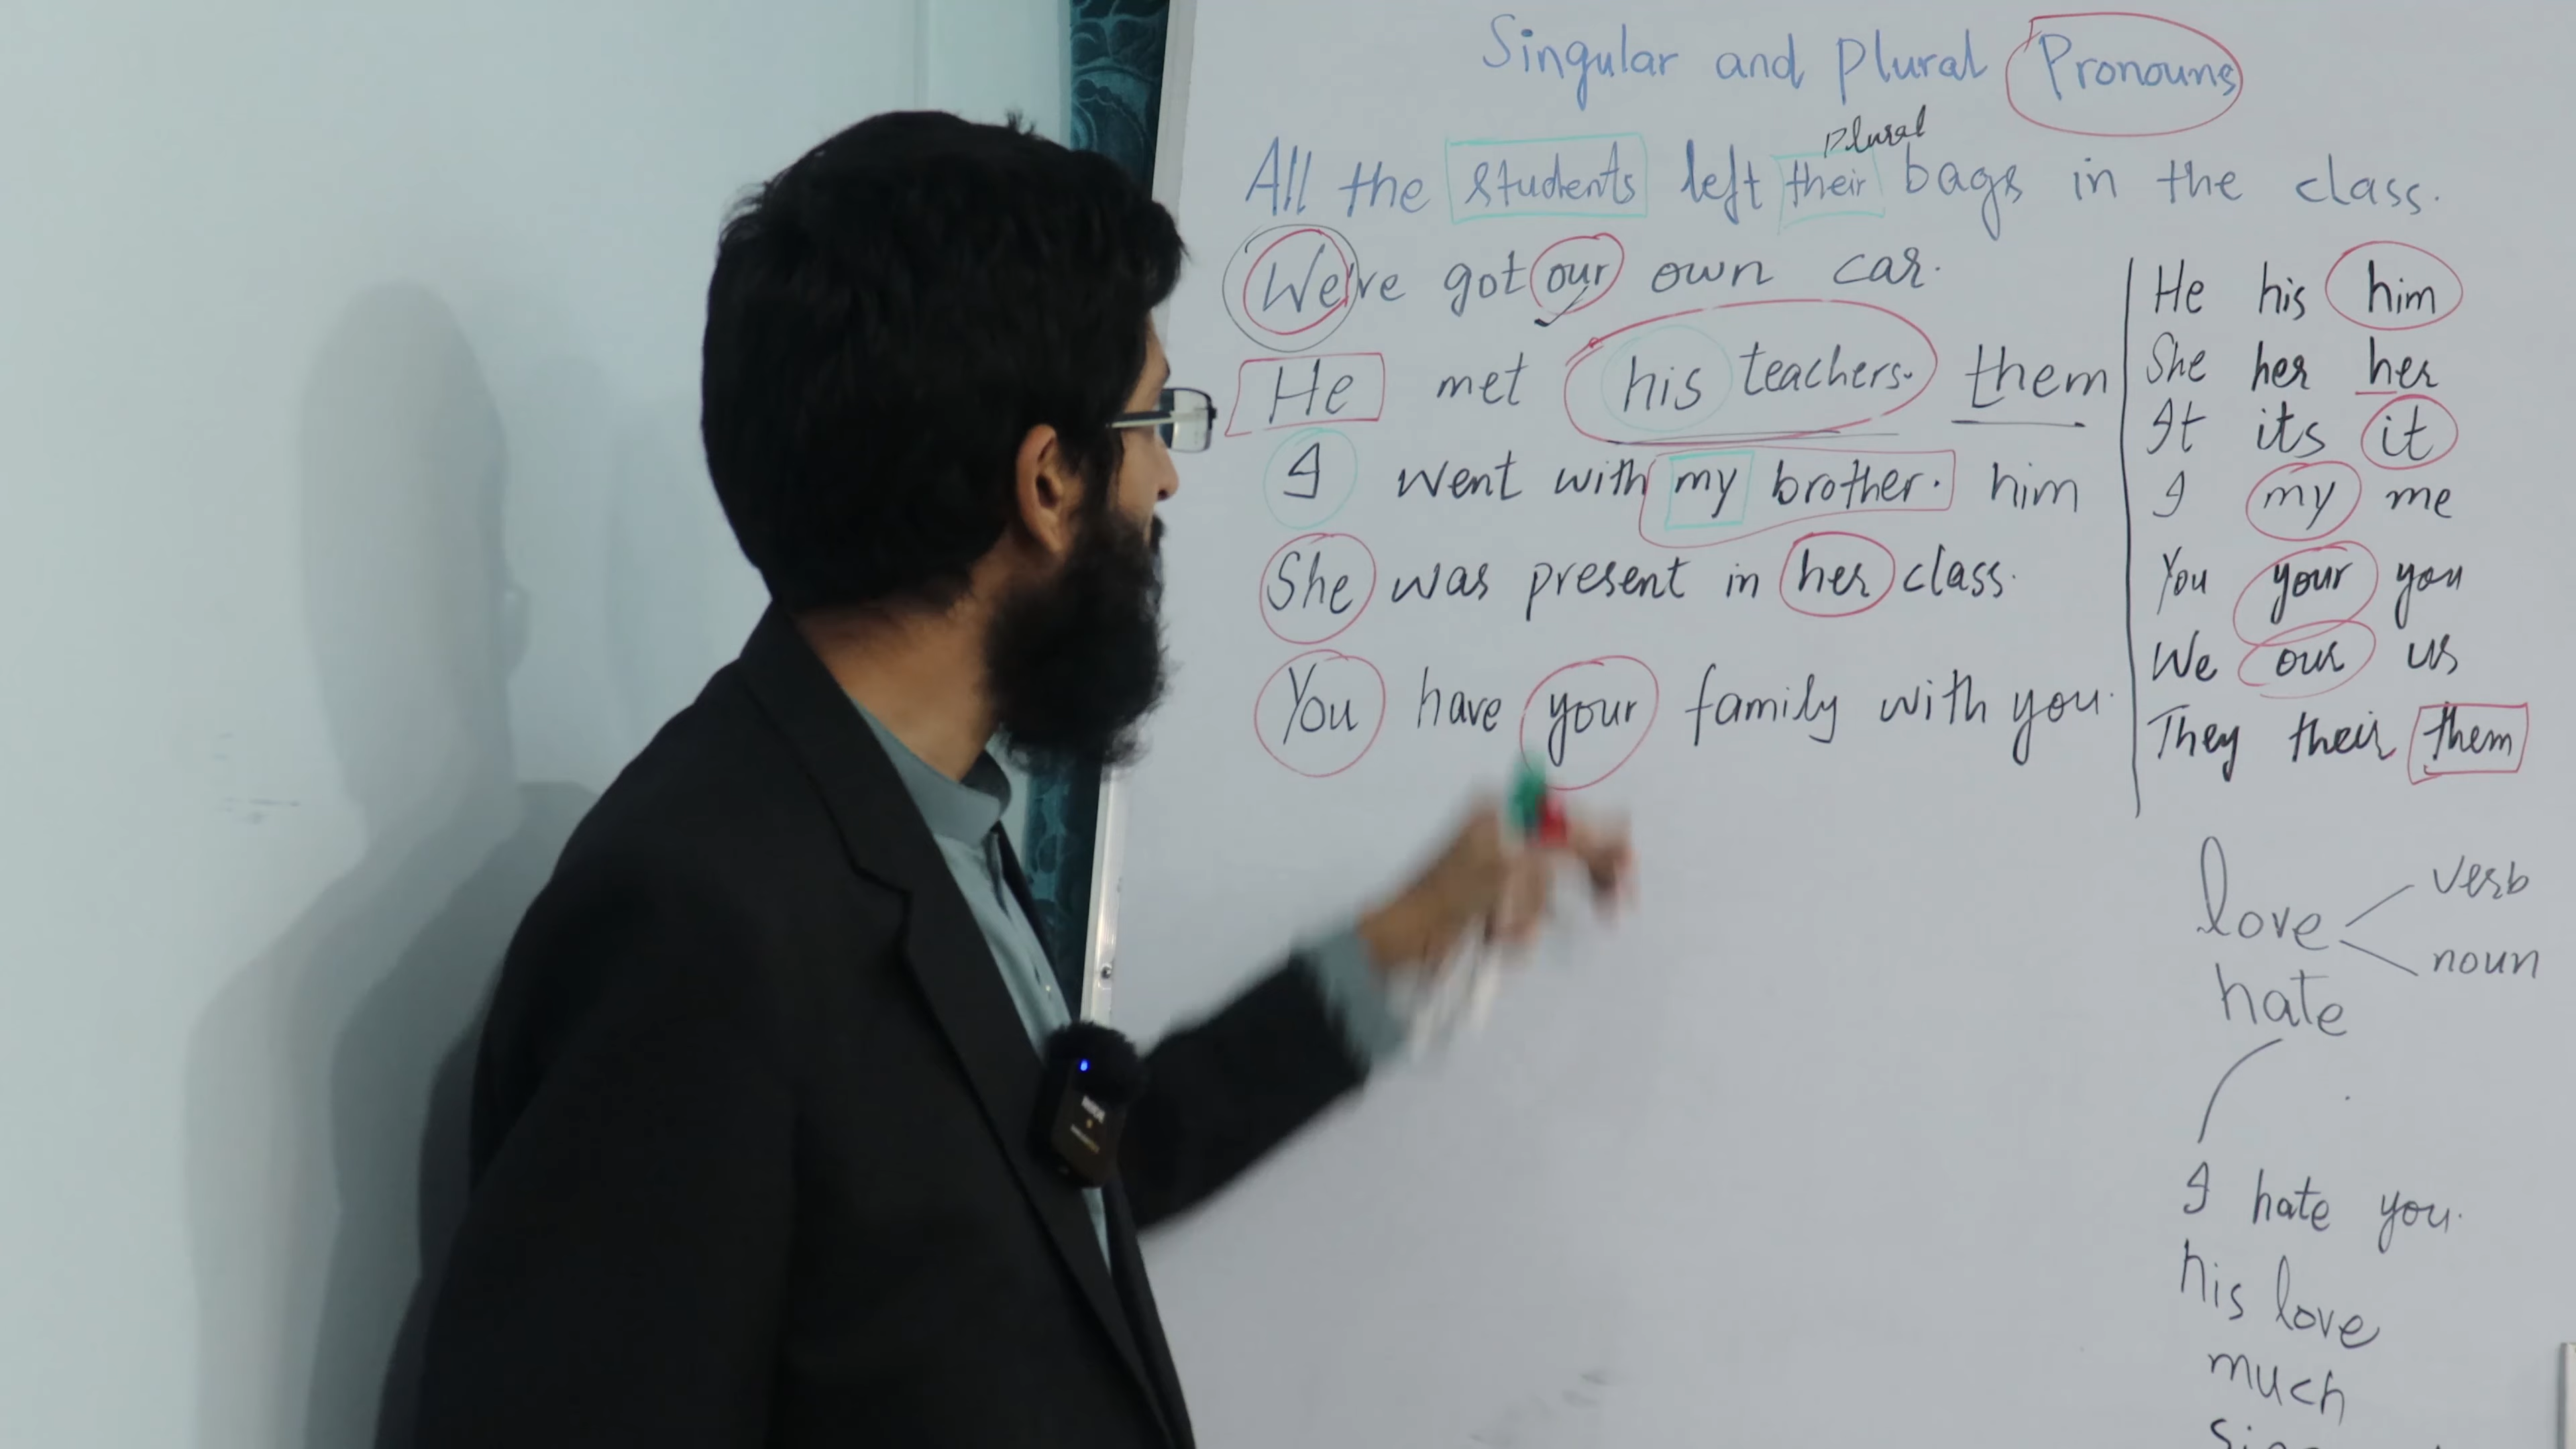 Singular and Plural Pronouns
Plural
All the students left their bags in the class.
We've got our own car.
He met his teachers. them
I went with my brother. him
She was present in her class.
You have your family with you.
He his him
She her her
It its it
I my me
You your you
We our us
They their them
love verb
noun
hate
I hate you.
his love
much